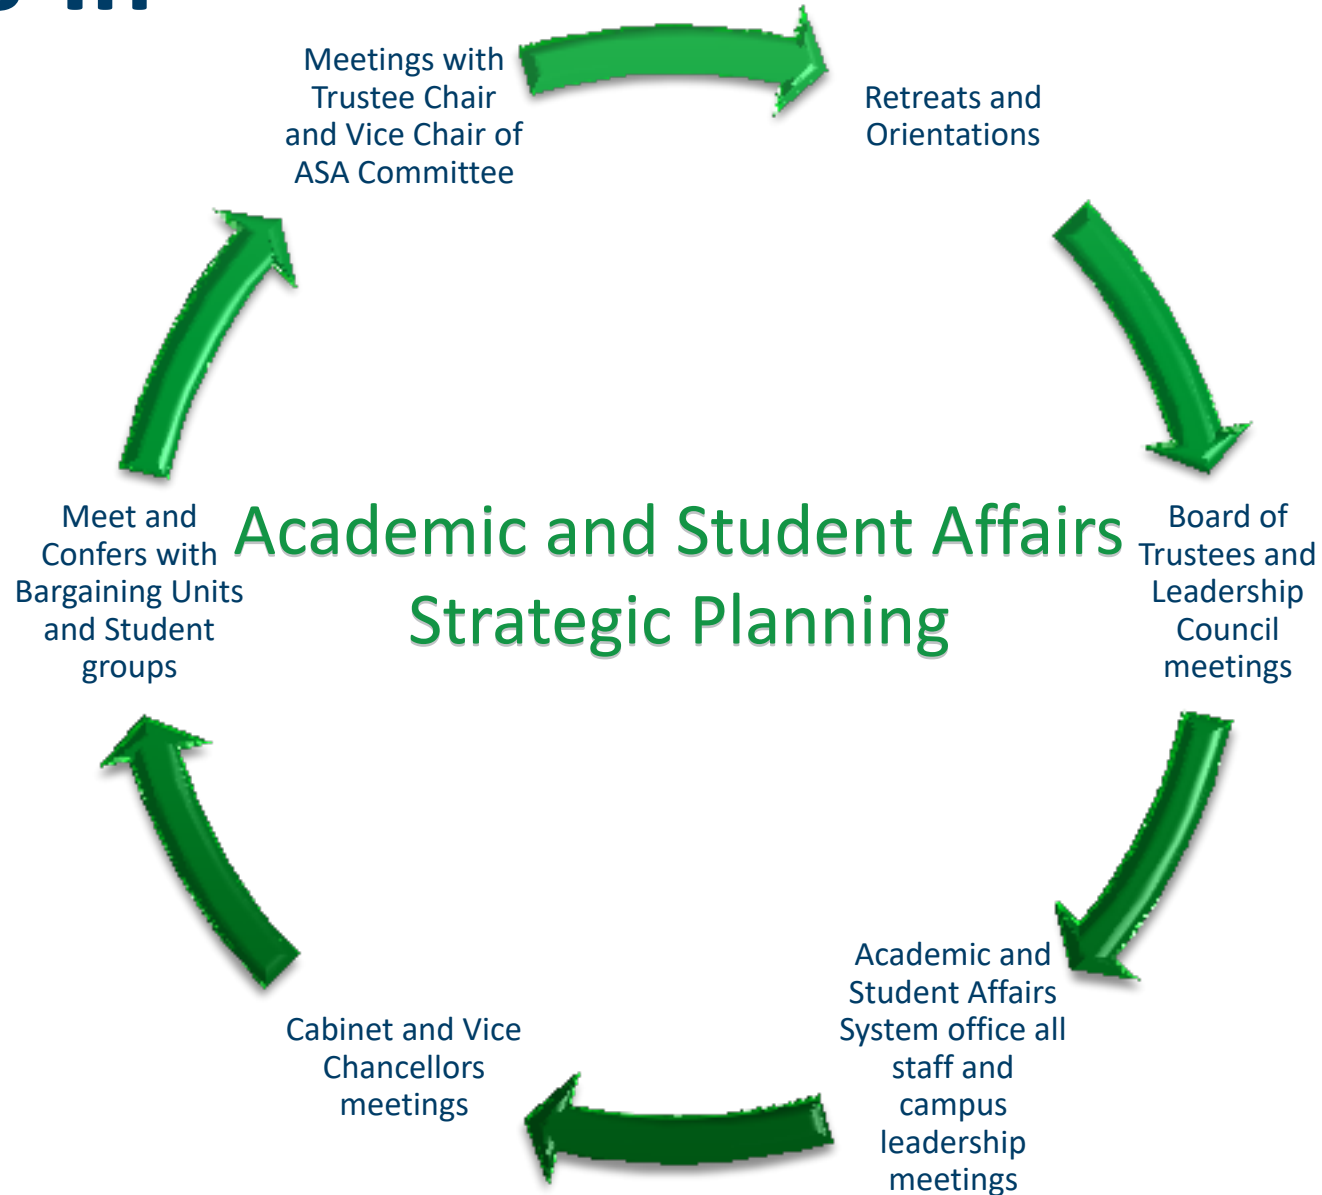 Meetings with
Trustee Chair
and Vice Chair of
ASA Committee
Retreats and
Orientations
Board of
Trustees and
Leadership
Council
meetings
Academic and
Student Affairs
System office all
staff and
campus
leadership
meetings
Cabinet and Vice
Chancellors
meetings
Meet and
Confers with
Bargaining Units
and Student
groups
Academic and Student Affairs
Strategic Planning